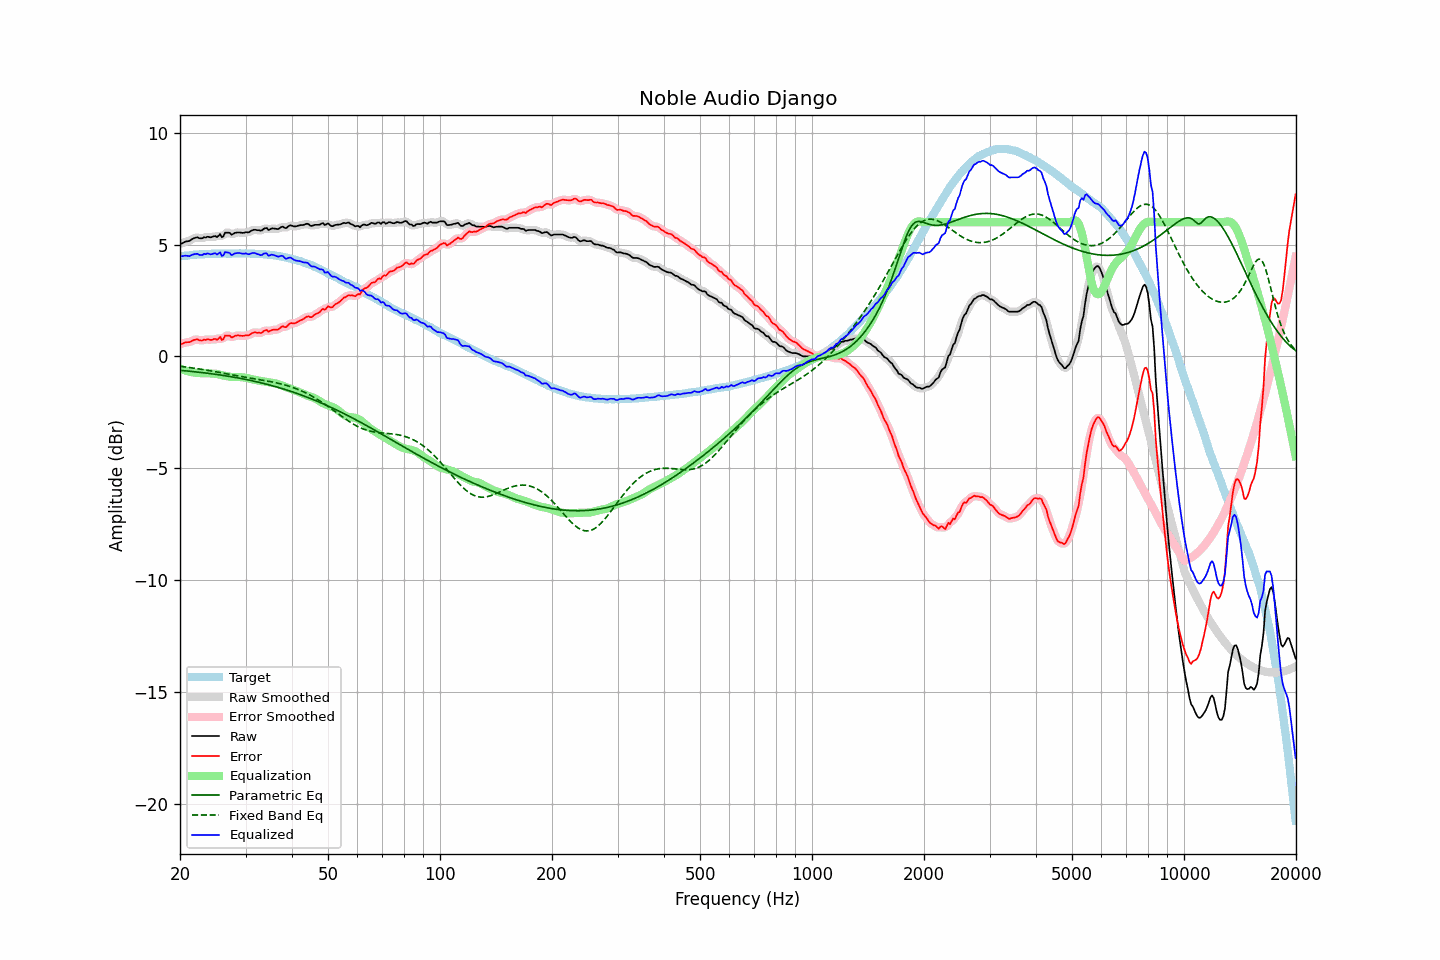 Noble Audio Django
Amplitude (dBr)
10
5
0
−5
−10
−15
−20
Target
Raw Smoothed
Error Smoothed
Raw
Error
Equalization
Parametric Eq
Fixed Band Eq
Equalized
20 50 100 200 500 1000 2000 5000 10000 20000
Frequency (Hz)